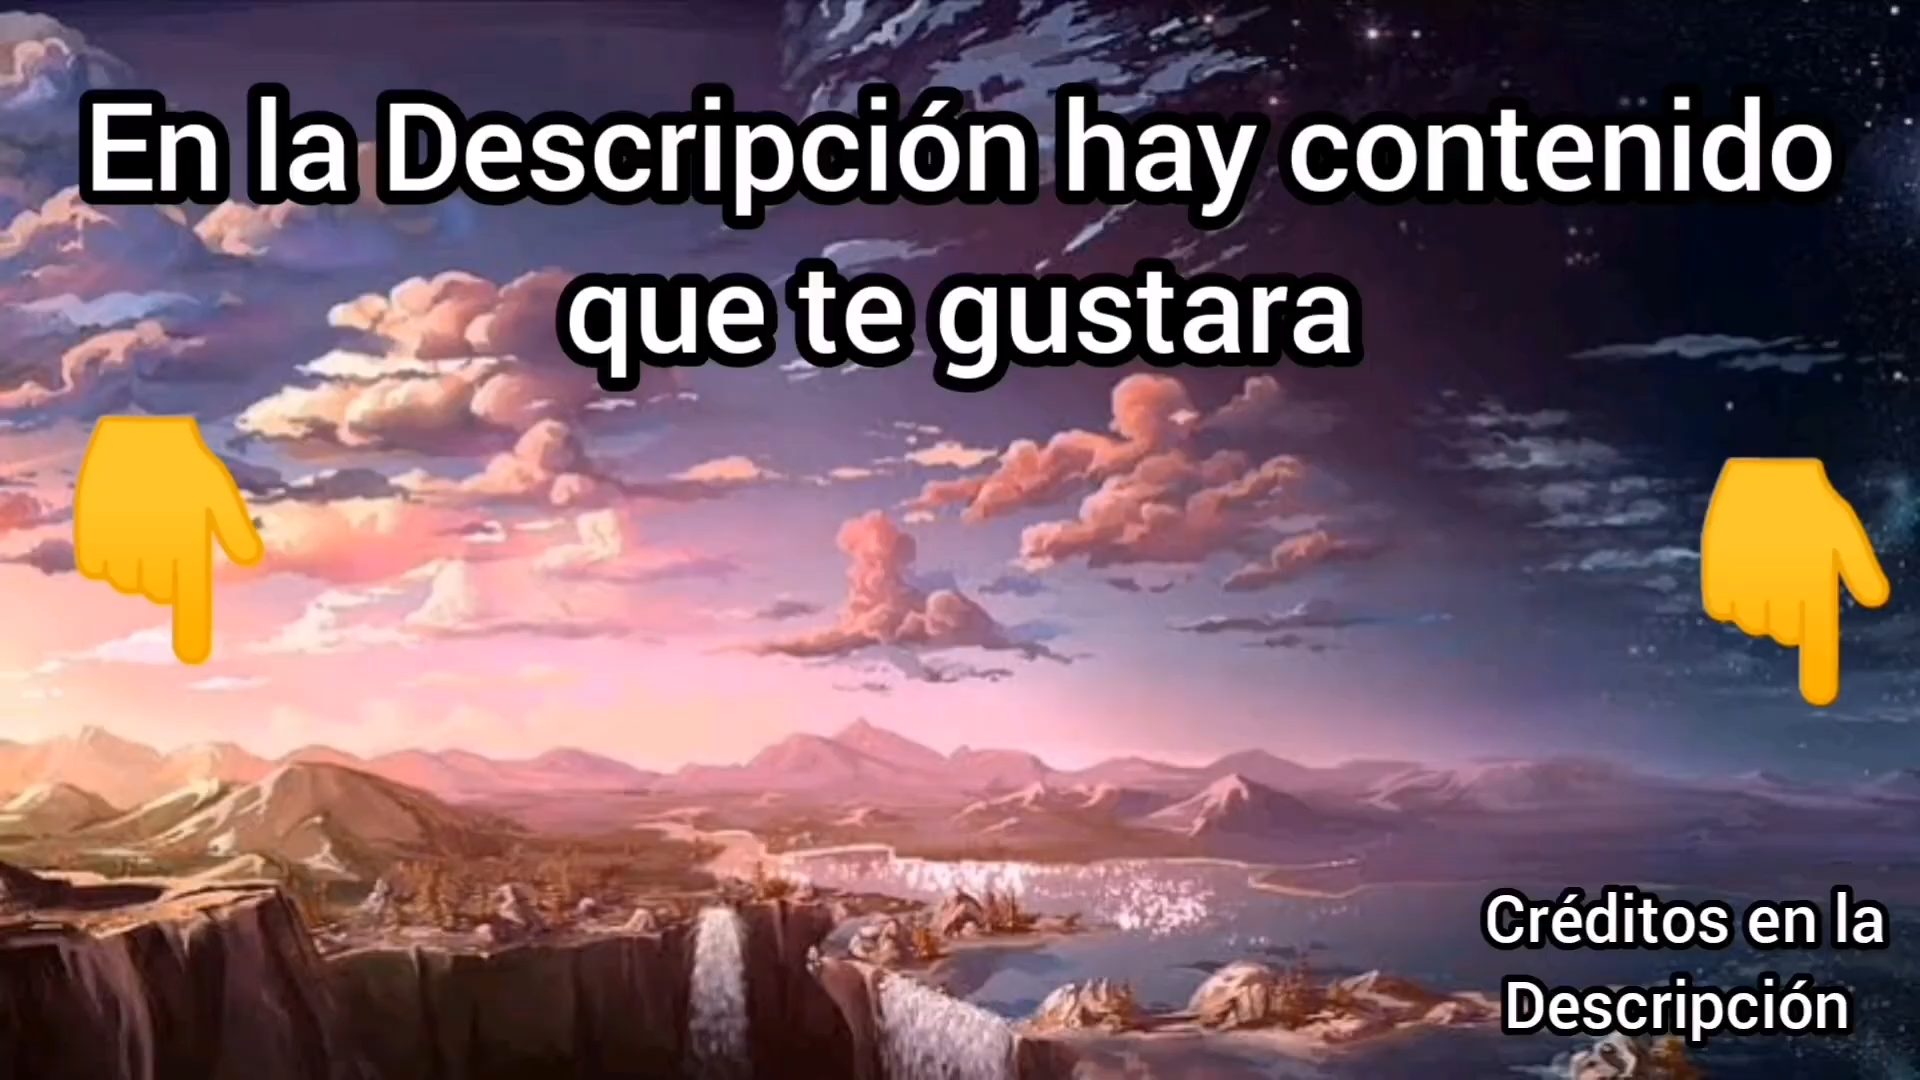 En la Descripción hay contenido
que te gustara
Créditos en la
Descripción